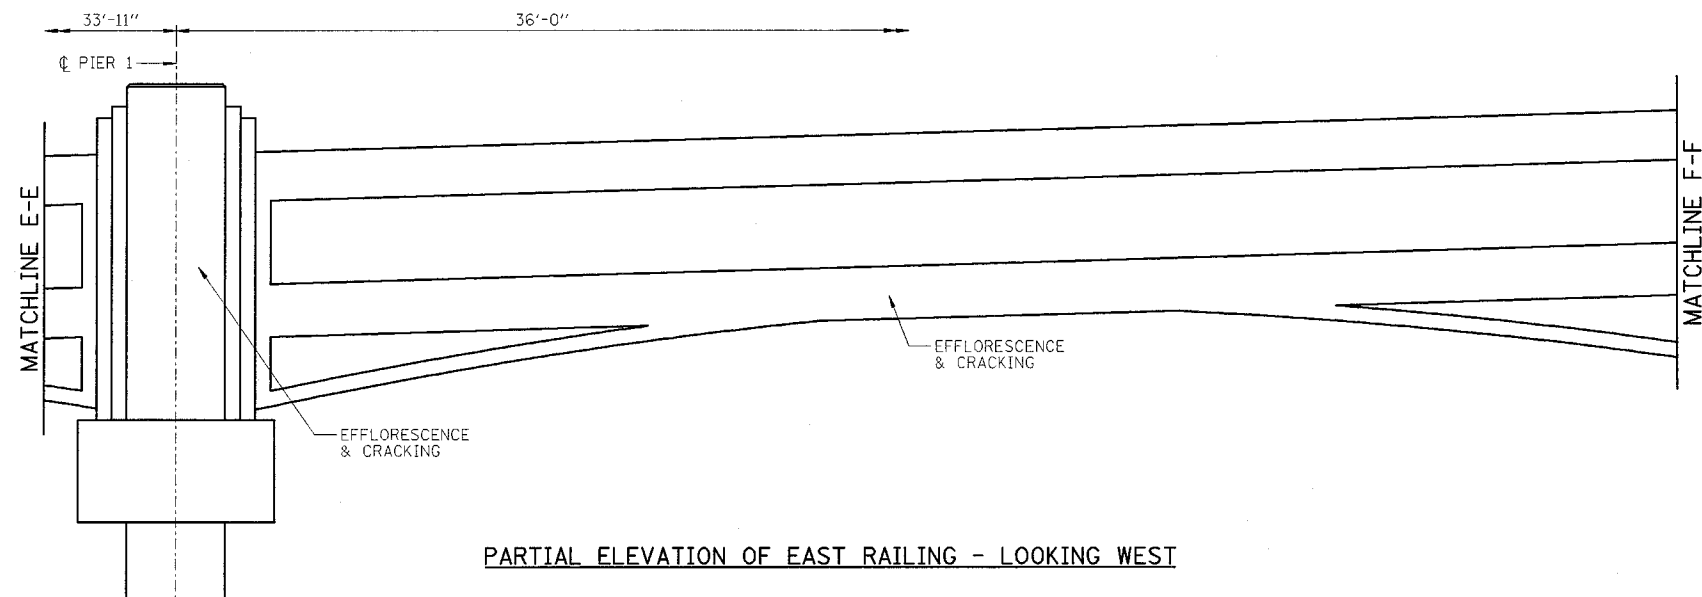 33'-11"
36'-0"
℄ PIER 1
MATCHLINE E-E
MATCHLINE F-F
EFFLORESCENCE
& CRACKING
EFFLORESCENCE
& CRACKING
PARTIAL ELEVATION OF EAST RAILING - LOOKING WEST